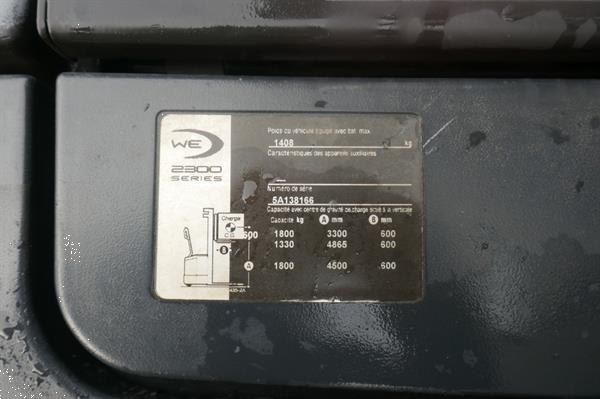 WE
2300
SERIES
Poids du véhicule équipé avec bat. max.
1408 kg
Caractéristiques des appareils auxiliaires
Numéro de série
5A138166
Capacité avec centre de gravité de charge situé à la verticale
Capacité kg A mm B mm
1800 3300 600
1330 4865 600
1800 4500 600
Charge
C.G.
600
B
A